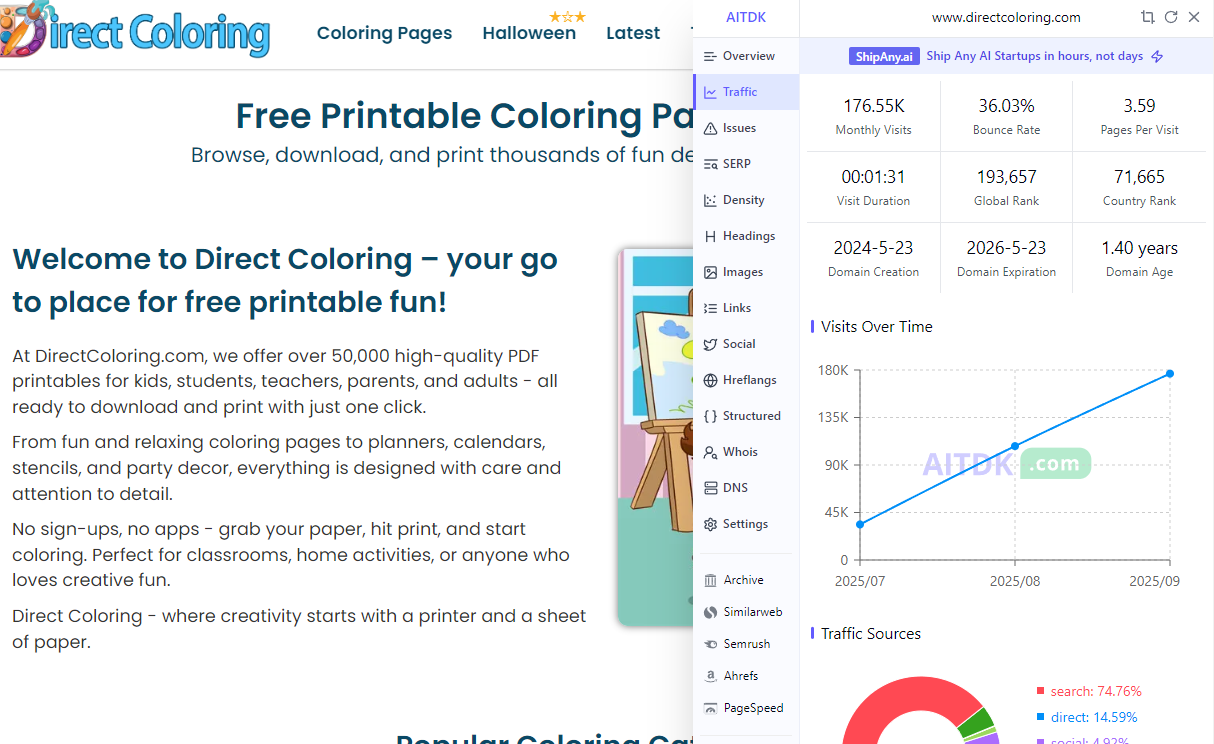 Direct Coloring
Coloring Pages
Halloween
Latest
Free Printable Coloring Pa
Browse, download, and print thousands of fun de
Welcome to Direct Coloring – your go
to place for free printable fun!
At DirectColoring.com, we offer over 50,000 high-quality PDF
printables for kids, students, teachers, parents, and adults - all
ready to download and print with just one click.
From fun and relaxing coloring pages to planners, calendars,
stencils, and party decor, everything is designed with care and
attention to detail.
No sign-ups, no apps - grab your paper, hit print, and start
coloring. Perfect for classrooms, home activities, or anyone who
loves creative fun.
Direct Coloring - where creativity starts with a printer and a sheet
of paper.
Popular Coloring Cat
AITDK
Overview
Traffic
Issues
SERP
Density
Headings
Images
Links
Social
Hreflangs
Structured
Whois
DNS
Settings
Archive
Similarweb
Semrush
Ahrefs
PageSpeed
www.directcoloring.com
ShipAny.ai Ship Any AI Startups in hours, not days
176.55K
Monthly Visits
36.03%
Bounce Rate
3.59
Pages Per Visit
00:01:31
Visit Duration
193,657
Global Rank
71,665
Country Rank
2024-5-23
Domain Creation
2026-5-23
Domain Expiration
1.40 years
Domain Age
Visits Over Time
180K
135K
90K
45K
0
AITDK .com
2025/07
2025/08
2025/09
Traffic Sources
search: 74.76%
direct: 14.59%
social: 4.92%